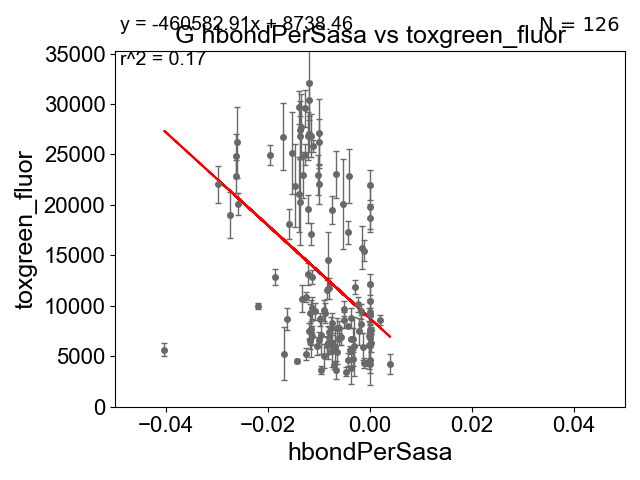 y = -460582.91x + 8738.46
N = 126
G hbondPerSasa vs toxgreen_fluor
r^2 = 0.17
35000
30000
25000
20000
15000
10000
5000
0
toxgreen_fluor
−0.04 −0.02 0.00 0.02 0.04
hbondPerSasa